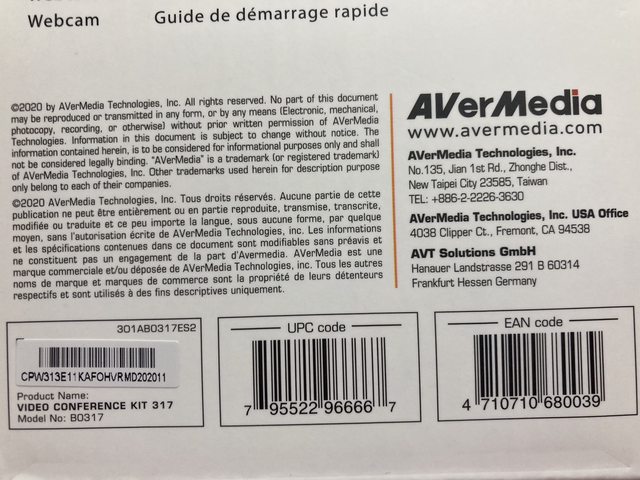 Webcam
Guide de démarrage rapide
©2020 by AVerMedia Technologies, Inc. All rights reserved. No part of this document
may be reproduced or transmitted in any form, or by any means (Electronic, mechanical,
photocopy, recording, or otherwise) without prior written permission of AVerMedia
Technologies. Information in this document is subject to change without notice. The
information contained herein, is to be considered for informational purposes only and shall
not be considered legally binding. "AVerMedia" is a trademark (or registered trademark)
of AVerMedia Technologies, Inc. Other trademarks used herein for description purpose
only belong to each of their companies.
©2020 AVerMedia Technologies, Inc. Tous droits réservés. Aucune partie de cette
publication ne peut être entièrement ou en partie reproduite, transmise, transcrite,
modifiée ou traduite et ce peu importe la langue, sous aucune forme, par quelque
moyen, sans l'autorisation écrite de AVerMedia Technologies, Inc. Les informations
et les spécifications contenues dans ce document sont modifiables sans préavis et
ne constituent pas un engagement de la part d'Avermedia. AVerMedia est une
marque commerciale et/ou déposée de AVerMedia Technologies, inc. Tous les autres
noms de marque et marques de commerce sont la propriété de leurs détenteurs
respectifs et sont utilisés à des fins descriptives uniquement.
AVerMedia
www.avermedia.com
AVerMedia Technologies, Inc.
No.135, Jian 1st Rd., Zhonghe Dist.,
New Taipei City 23585, Taiwan
TEL: +886-2-2226-3630
AVerMedia Technologies, Inc. USA Office
4038 Clipper Ct., Fremont, CA 94538
AVT Solutions GmbH
Hanauer Landstrasse 291 B 60314
Frankfurt Hessen Germany
301AB0317ES2
CPW313E11KAFOHVRMD202011
Product Name:
VIDEO CONFERENCE KIT 317
Model No: BO317
UPC code
7 95522 96666 7
EAN code
4 710710 680039